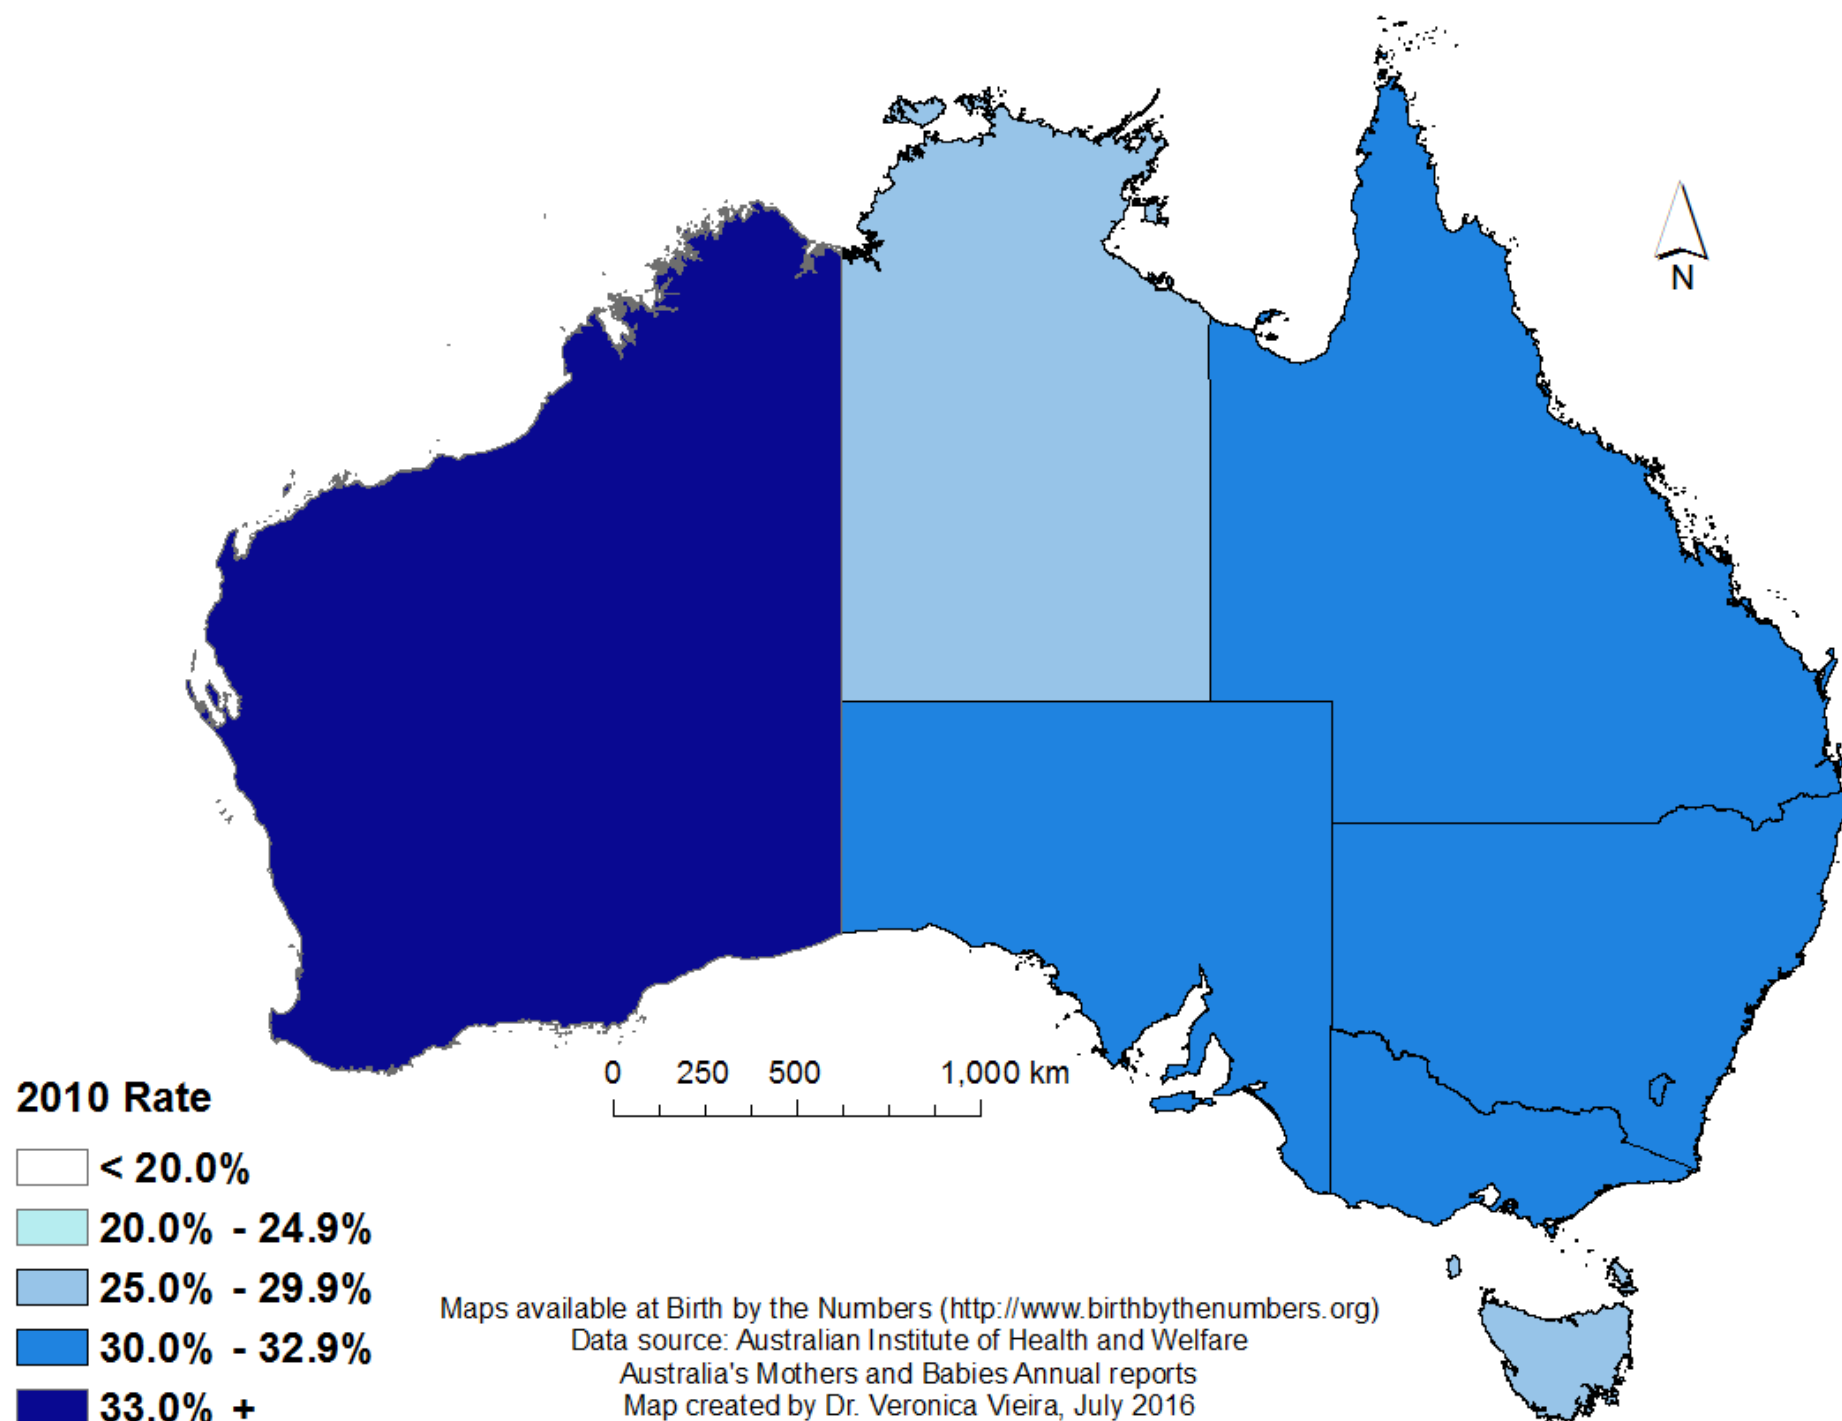 N
0 250 500 1,000 km
2010 Rate
< 20.0%
20.0% - 24.9%
25.0% - 29.9%
30.0% - 32.9%
33.0% +
Maps available at Birth by the Numbers (http://www.birthbythenumbers.org)
Data source: Australian Institute of Health and Welfare
Australia's Mothers and Babies Annual reports
Map created by Dr. Veronica Vieira, July 2016